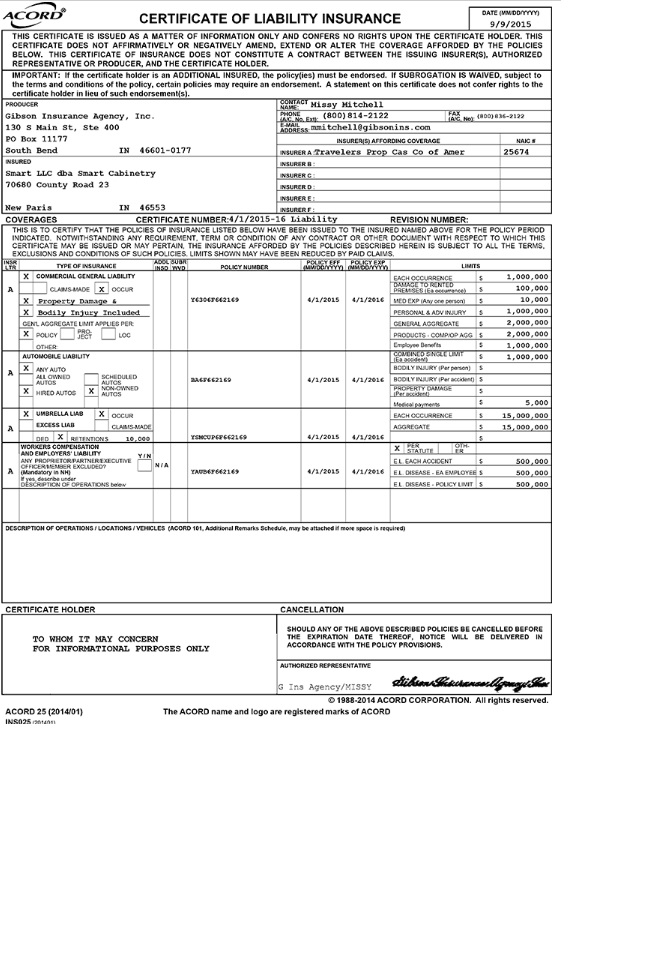 ACORD®
CERTIFICATE OF LIABILITY INSURANCE
DATE (MM/DD/YYYY)
9/9/2015
THIS CERTIFICATE IS ISSUED AS A MATTER OF INFORMATION ONLY AND CONFERS NO RIGHTS UPON THE CERTIFICATE HOLDER. THIS
CERTIFICATE DOES NOT AFFIRMATIVELY OR NEGATIVELY AMEND, EXTEND OR ALTER THE COVERAGE AFFORDED BY THE POLICIES
BELOW. THIS CERTIFICATE OF INSURANCE DOES NOT CONSTITUTE A CONTRACT BETWEEN THE ISSUING INSURER(S), AUTHORIZED
REPRESENTATIVE OR PRODUCER, AND THE CERTIFICATE HOLDER.
IMPORTANT: If the certificate holder is an ADDITIONAL INSURED, the policy(ies) must be endorsed. If SUBROGATION IS WAIVED, subject to
the terms and conditions of the policy, certain policies may require an endorsement. A statement on this certificate does not confer rights to the
certificate holder in lieu of such endorsement(s).
PRODUCER
Gibson Insurance Agency, Inc.
130 S Main St, Ste 400
PO Box 11177
South Bend IN 46601-0177
CONTACT NAME: Missy Mitchell
PHONE (A/C, No, Ext): (800)814-2122 FAX (A/C, No): (800)836-2122
E-MAIL ADDRESS: mmitchell@gibsonins.com
INSURER(S) AFFORDING COVERAGE NAIC #
INSURER A: Travelers Prop Cas Co of Amer 25674
INSURED
Smart LLC dba Smart Cabinetry
70680 County Road 23
New Paris IN 46553
INSURER B:
INSURER C:
INSURER D:
INSURER E:
INSURER F:
COVERAGES CERTIFICATE NUMBER:4/1/2015-16 Liability REVISION NUMBER:
THIS IS TO CERTIFY THAT THE POLICIES OF INSURANCE LISTED BELOW HAVE BEEN ISSUED TO THE INSURED NAMED ABOVE FOR THE POLICY PERIOD
INDICATED. NOTWITHSTANDING ANY REQUIREMENT, TERM OR CONDITION OF ANY CONTRACT OR OTHER DOCUMENT WITH RESPECT TO WHICH THIS
CERTIFICATE MAY BE ISSUED OR MAY PERTAIN, THE INSURANCE AFFORDED BY THE POLICIES DESCRIBED HEREIN IS SUBJECT TO ALL THE TERMS,
EXCLUSIONS AND CONDITIONS OF SUCH POLICIES. LIMITS SHOWN MAY HAVE BEEN REDUCED BY PAID CLAIMS.
INSR LTR TYPE OF INSURANCE ADDL INSD SUBR WVD POLICY NUMBER POLICY EFF (MM/DD/YYYY) POLICY EXP (MM/DD/YYYY) LIMITS
X COMMERCIAL GENERAL LIABILITY EACH OCCURRENCE $ 1,000,000
A CLAIMS-MADE X OCCUR DAMAGE TO RENTED PREMISES (Ea occurrence) $ 100,000
X Property Damage & Y6306F662169 4/1/2015 4/1/2016 MED EXP (Any one person) $ 10,000
X Bodily Injury Included PERSONAL & ADV INJURY $ 1,000,000
GEN'L AGGREGATE LIMIT APPLIES PER: GENERAL AGGREGATE $ 2,000,000
X POLICY PRO-JECT LOC PRODUCTS - COMP/OP AGG $ 2,000,000
OTHER: Employee Benefits $ 1,000,000
AUTOMOBILE LIABILITY COMBINED SINGLE LIMIT (Ea accident) $ 1,000,000
A X ANY AUTO BODILY INJURY (Per person) $
ALL OWNED AUTOS SCHEDULED AUTOS BA6F662169 4/1/2015 4/1/2016 BODILY INJURY (Per accident) $
X HIRED AUTOS X NON-OWNED AUTOS PROPERTY DAMAGE (Per accident) $
Medical payments $ 5,000
X UMBRELLA LIAB X OCCUR EACH OCCURRENCE $ 15,000,000
A EXCESS LIAB CLAIMS-MADE AGGREGATE $ 15,000,000
DED X RETENTION$ 10,000 YSMCUP6F662169 4/1/2015 4/1/2016 $
WORKERS COMPENSATION AND EMPLOYERS' LIABILITY Y/N X PER STATUTE OTH-ER
A ANY PROPRIETOR/PARTNER/EXECUTIVE OFFICER/MEMBER EXCLUDED? N/A E.L. EACH ACCIDENT $ 500,000
(Mandatory in NH) YAUB6F662169 4/1/2015 4/1/2016 E.L. DISEASE - EA EMPLOYEE $ 500,000
If yes, describe under DESCRIPTION OF OPERATIONS below E.L. DISEASE - POLICY LIMIT $ 500,000
DESCRIPTION OF OPERATIONS / LOCATIONS / VEHICLES (ACORD 101, Additional Remarks Schedule, may be attached if more space is required)
CERTIFICATE HOLDER
TO WHOM IT MAY CONCERN
FOR INFORMATIONAL PURPOSES ONLY
CANCELLATION
SHOULD ANY OF THE ABOVE DESCRIBED POLICIES BE CANCELLED BEFORE
THE EXPIRATION DATE THEREOF, NOTICE WILL BE DELIVERED IN
ACCORDANCE WITH THE POLICY PROVISIONS.
AUTHORIZED REPRESENTATIVE
G Ins Agency/MISSY
Gibson Insurance Agency, Inc.
© 1988-2014 ACORD CORPORATION. All rights reserved.
ACORD 25 (2014/01) The ACORD name and logo are registered marks of ACORD
INS025 (201401)